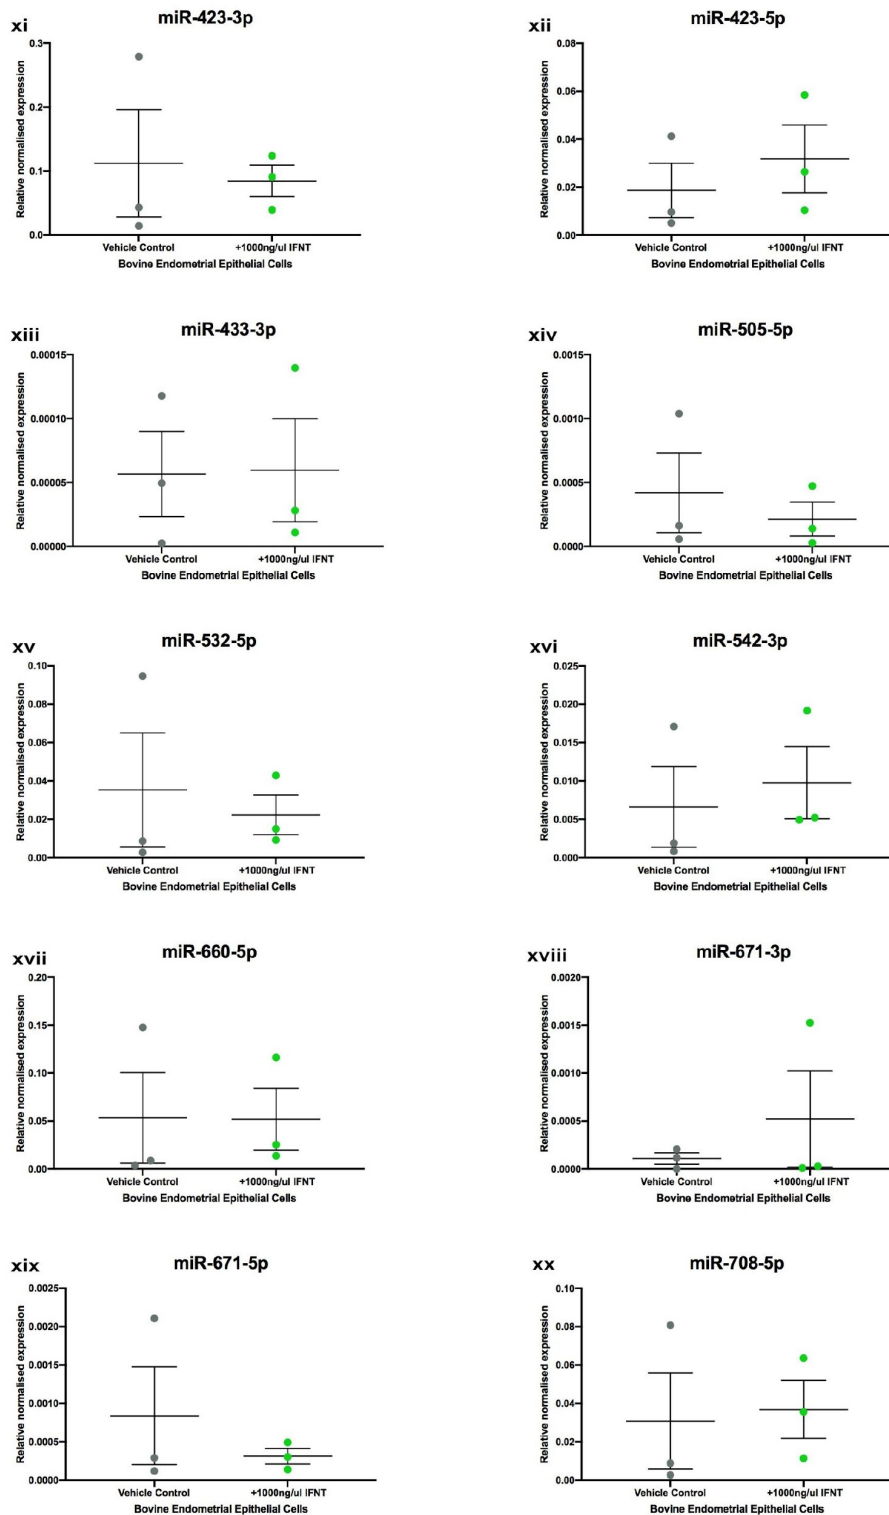 xi
miR-423-3p
Relative normalised expression
0.3
0.2
0.1
0.0
Vehicle Control +1000ng/ul IFNT
Bovine Endometrial Epithelial Cells
xii
miR-423-5p
Relative normalised expression
0.08
0.06
0.04
0.02
0.00
Vehicle Control +1000ng/ul IFNT
Bovine Endometrial Epithelial Cells
xiii
miR-433-3p
Relative normalised expression
0.00015
0.00010
0.00005
0.00000
Vehicle Control +1000ng/ul IFNT
Bovine Endometrial Epithelial Cells
xiv
miR-505-5p
Relative normalised expression
0.0015
0.0010
0.0005
0.0000
Vehicle Control +1000ng/ul IFNT
Bovine Endometrial Epithelial Cells
xv
miR-532-5p
Relative normalised expression
0.10
0.08
0.06
0.04
0.02
0.00
Vehicle Control +1000ng/ul IFNT
Bovine Endometrial Epithelial Cells
xvi
miR-542-3p
Relative normalised expression
0.025
0.020
0.015
0.010
0.005
0.000
Vehicle Control +1000ng/ul IFNT
Bovine Endometrial Epithelial Cells
xvii
miR-660-5p
Relative normalised expression
0.20
0.15
0.10
0.05
0.00
Vehicle Control +1000ng/ul IFNT
Bovine Endometrial Epithelial Cells
xviii
miR-671-3p
Relative normalised expression
0.0020
0.0015
0.0010
0.0005
0.0000
Vehicle Control +1000ng/ul IFNT
Bovine Endometrial Epithelial Cells
xix
miR-671-5p
Relative normalised expression
0.0025
0.0020
0.0015
0.0010
0.0005
0.0000
Vehicle Control +1000ng/ul IFNT
Bovine Endometrial Epithelial Cells
xx
miR-708-5p
Relative normalised expression
0.10
0.08
0.06
0.04
0.02
0.00
Vehicle Control +1000ng/ul IFNT
Bovine Endometrial Epithelial Cells